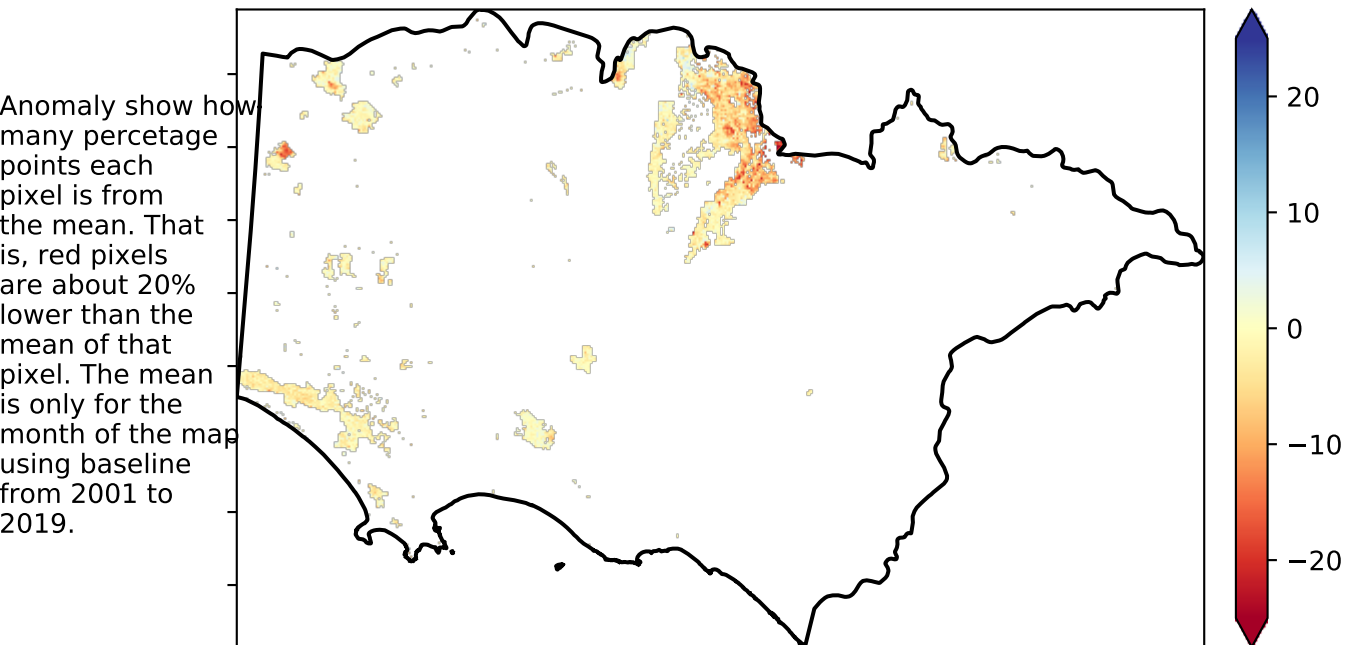 Anomaly show how
many percetage
points each
pixel is from
the mean. That
is, red pixels
are about 20%
lower than the
mean of that
pixel. The mean
is only for the
month of the map
using baseline
from 2001 to
2019.
20
10
0
−10
−20